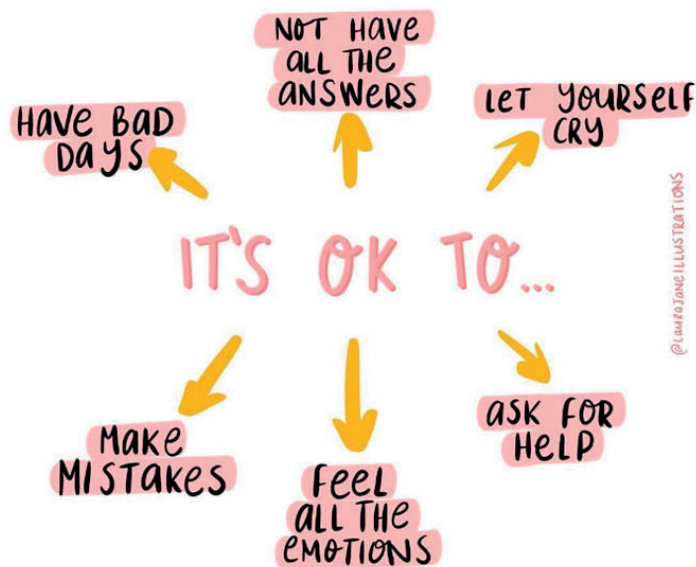 NOT HAVE
ALL THE
ANSWERS
HAVE BAD
DAYS
LET YOURSELF
CRY
IT'S OK TO...
MAKE
MISTAKES
FEEL
ALL THE
EMOTIONS
ASK FOR
HELP
@LAURAJANEILLUSTRATIONS